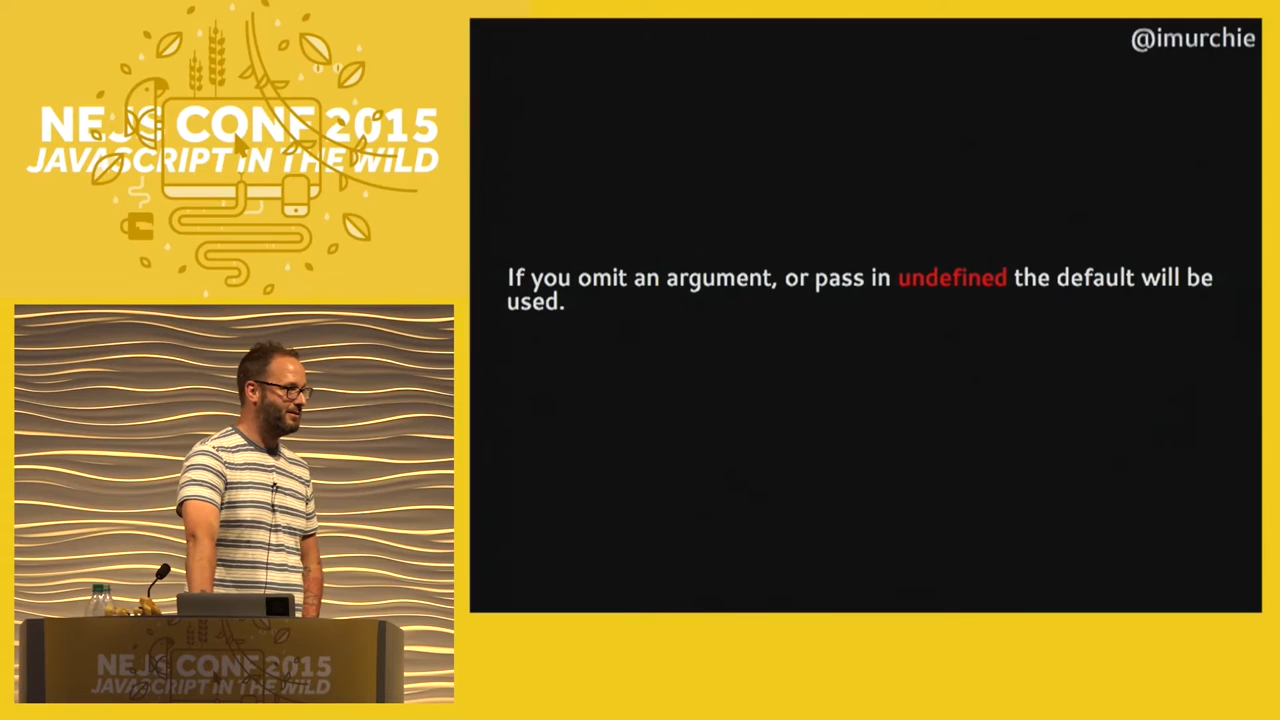 NEJS CONF 2015
JAVASCRIPT IN THE WILD
@imurchie
If you omit an argument, or pass in undefined the default will be
used.
NEJS CONF 2015
JAVASCRIPT IN THE WILD